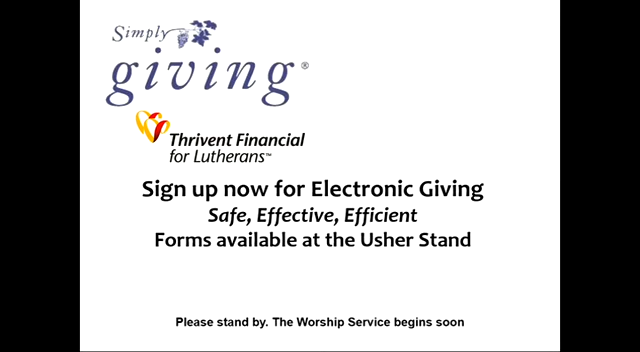 Simply
giving®
Thrivent Financial
for Lutherans™
Sign up now for Electronic Giving
Safe, Effective, Efficient
Forms available at the Usher Stand
Please stand by. The Worship Service begins soon